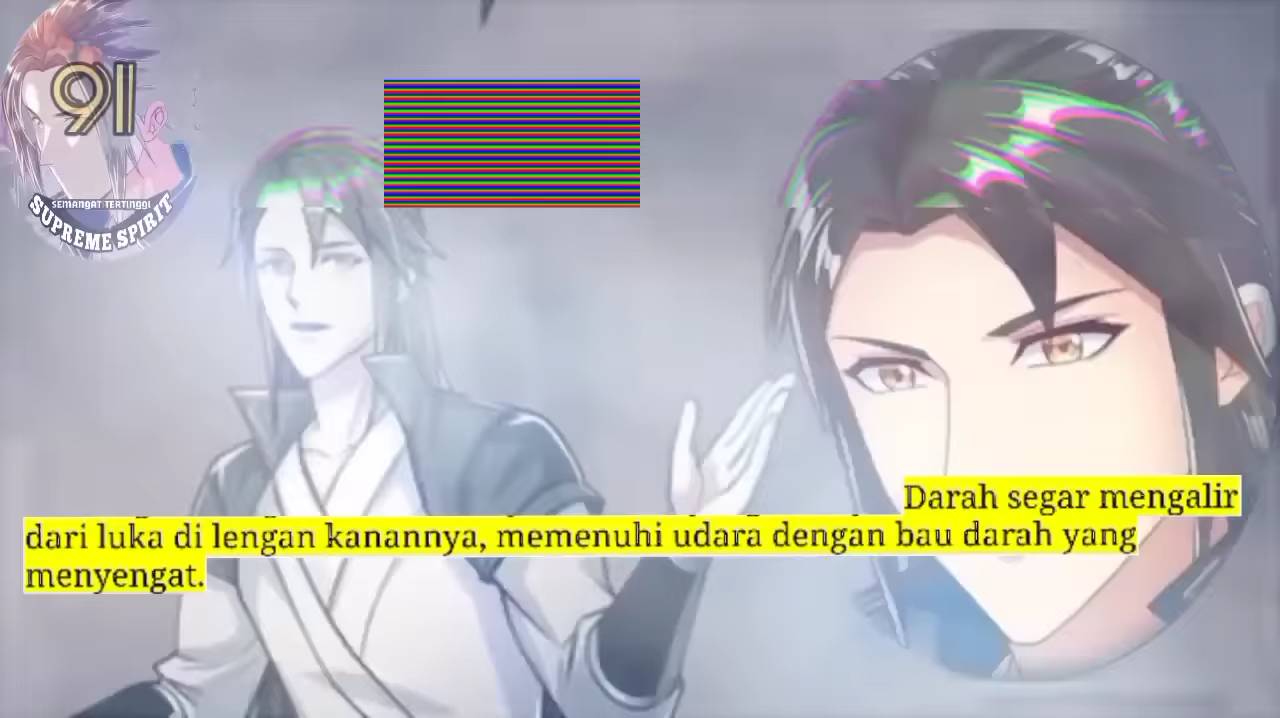 91
SEMANGAT TERTINGGI
SUPREME SPIRIT
Darah segar mengalir
dari luka di lengan kanannya, memenuhi udara dengan bau darah yang
menyengat.